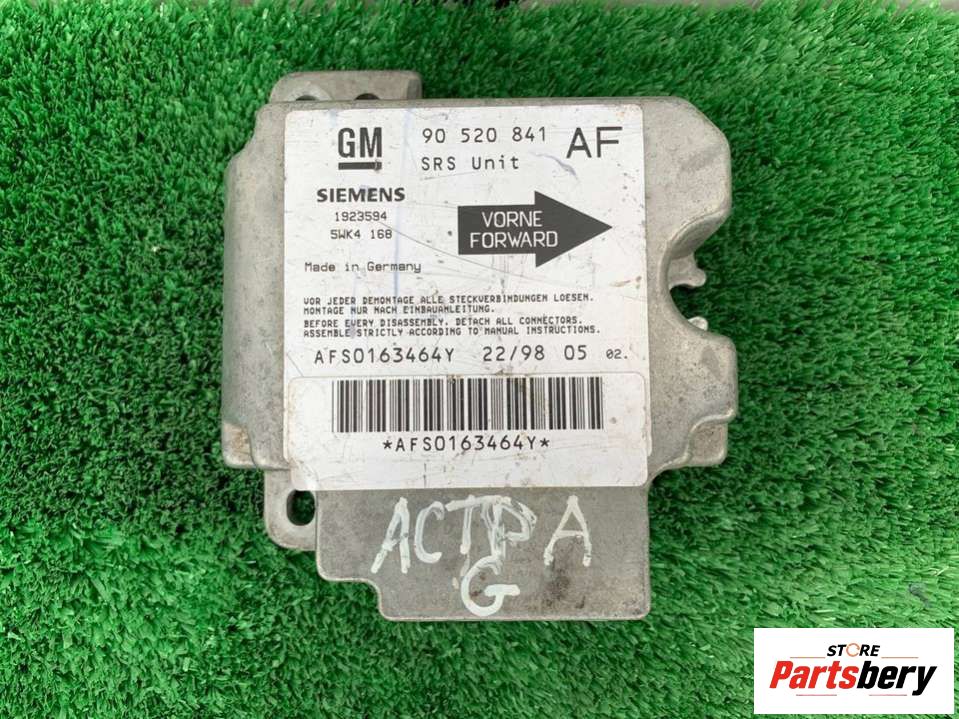 GM
90 520 841 AF
SRS Unit
SIEMENS
1923594
5WK4 168
VORNE
FORWARD
Made in Germany
VOR JEDER DEMONTAGE ALLE STECKVERBINDUNGEN LOESEN.
MONTAGE NUR NACH EINBAUANLEITUNG.
BEFORE EVERY DISASSEMBLY. DETACH ALL CONNECTORS.
ASSEMBLE STRICTLY ACCORDING TO MANUAL INSTRUCTIONS.
AFS0163464Y 22/98 05 02.
*AFS0163464Y*
АСТРА
G
STORE
Partsbery